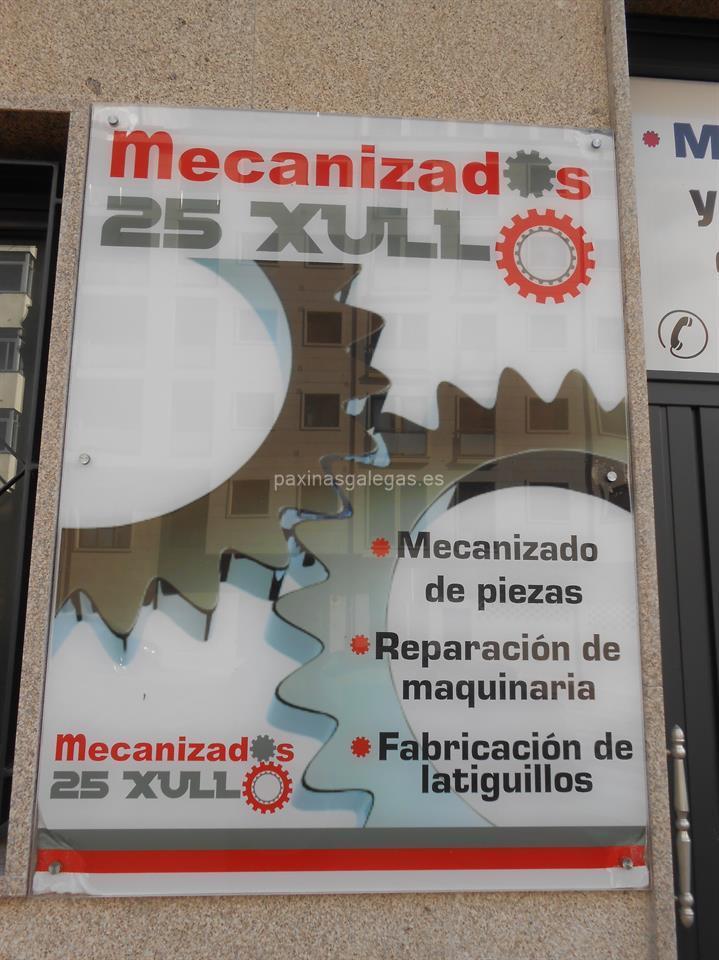 mecanizados
25 XULLO
paxinasgalegas.es
Mecanizado
de piezas
Reparación de
maquinaria
Fabricación de
latiguillos
mecanizados
25 XULLO
M
y